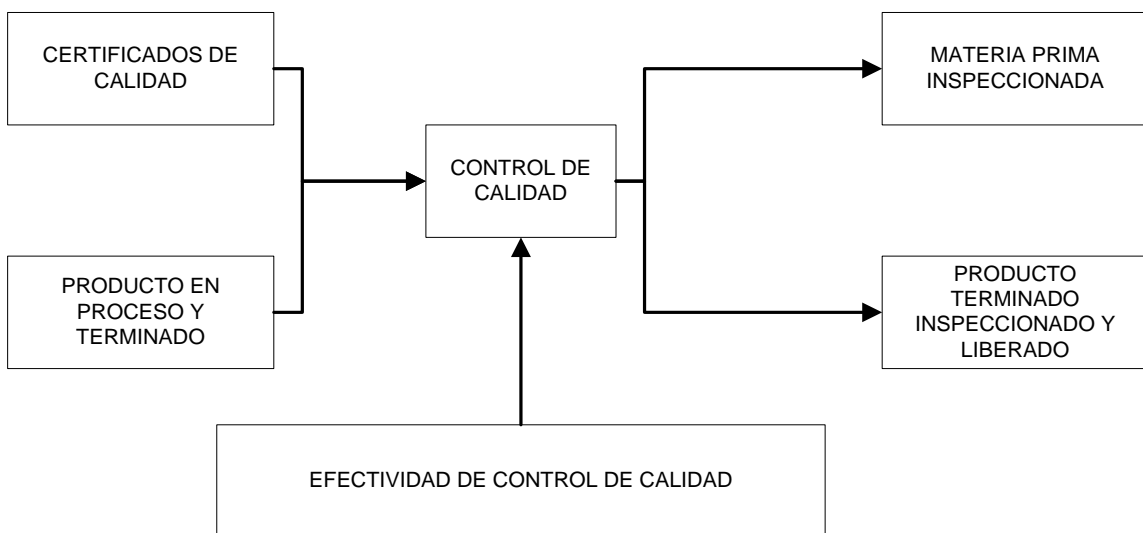 CERTIFICADOS DE
CALIDAD
MATERIA PRIMA
INSPECCIONADA
CONTROL DE
CALIDAD
PRODUCTO EN
PROCESO Y
TERMINADO
PRODUCTO
TERMINADO
INSPECCIONADO Y
LIBERADO
EFECTIVIDAD DE CONTROL DE CALIDAD